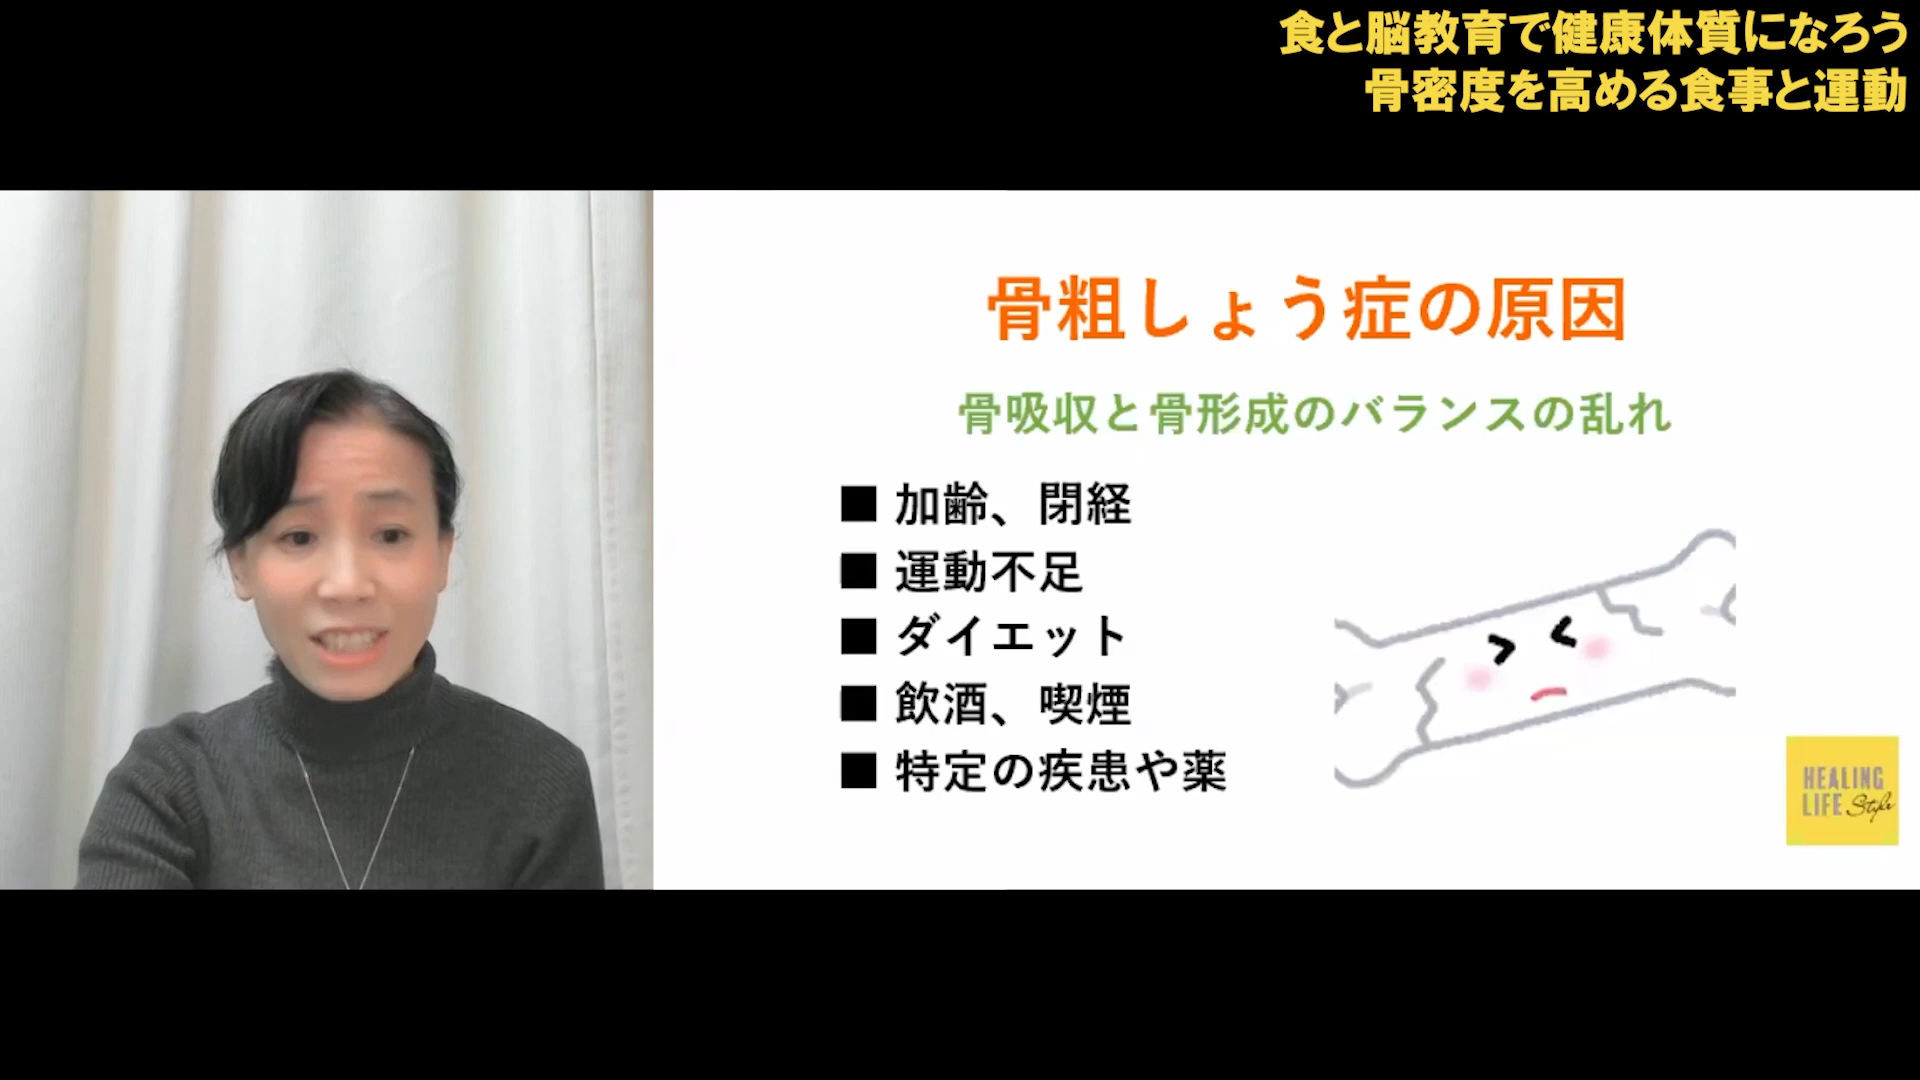 食と脳教育で健康体質になろう
骨密度を高める食事と運動
骨粗しょう症の原因
骨吸収と骨形成のバランスの乱れ
■ 加齢、閉経
■ 運動不足
■ ダイエット
■ 飲酒、喫煙
■ 特定の疾患や薬
HEALING
LIFE Style